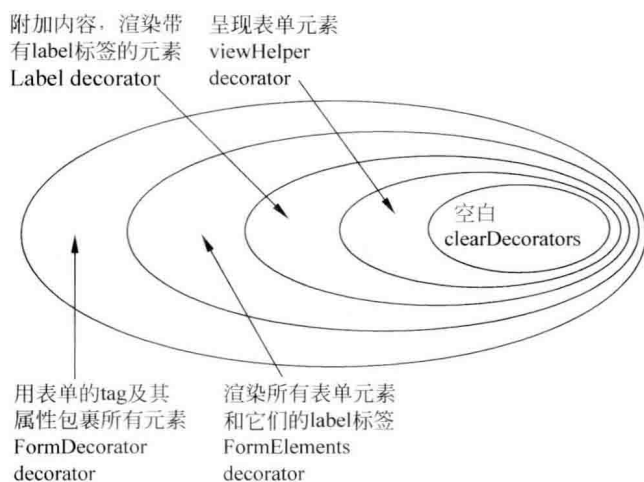 附加内容，渲染带
有label标签的元素
Label decorator
呈现表单元素
viewHelper
decorator
空白
clearDecorators
用表单的tag及其
属性包裹所有元素
FormDecorator
decorator
渲染所有表单元素
和它们的label标签
FormElements
decorator